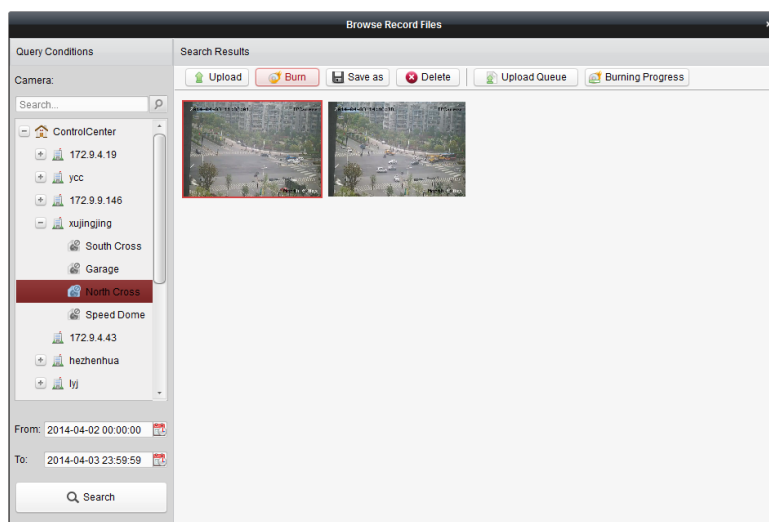 Browse Record Files
Query Conditions
Search Results
Camera:
Upload
Burn
Save as
Delete
Upload Queue
Burning Progress
Search...
ControlCenter
172.9.4.19
ycc
172.9.9.146
xujingjing
South Cross
Garage
North Cross
Speed Dome
172.9.4.43
hezhenhua
lyj
From: 2014-04-02 00:00:00
To: 2014-04-03 23:59:59
Search